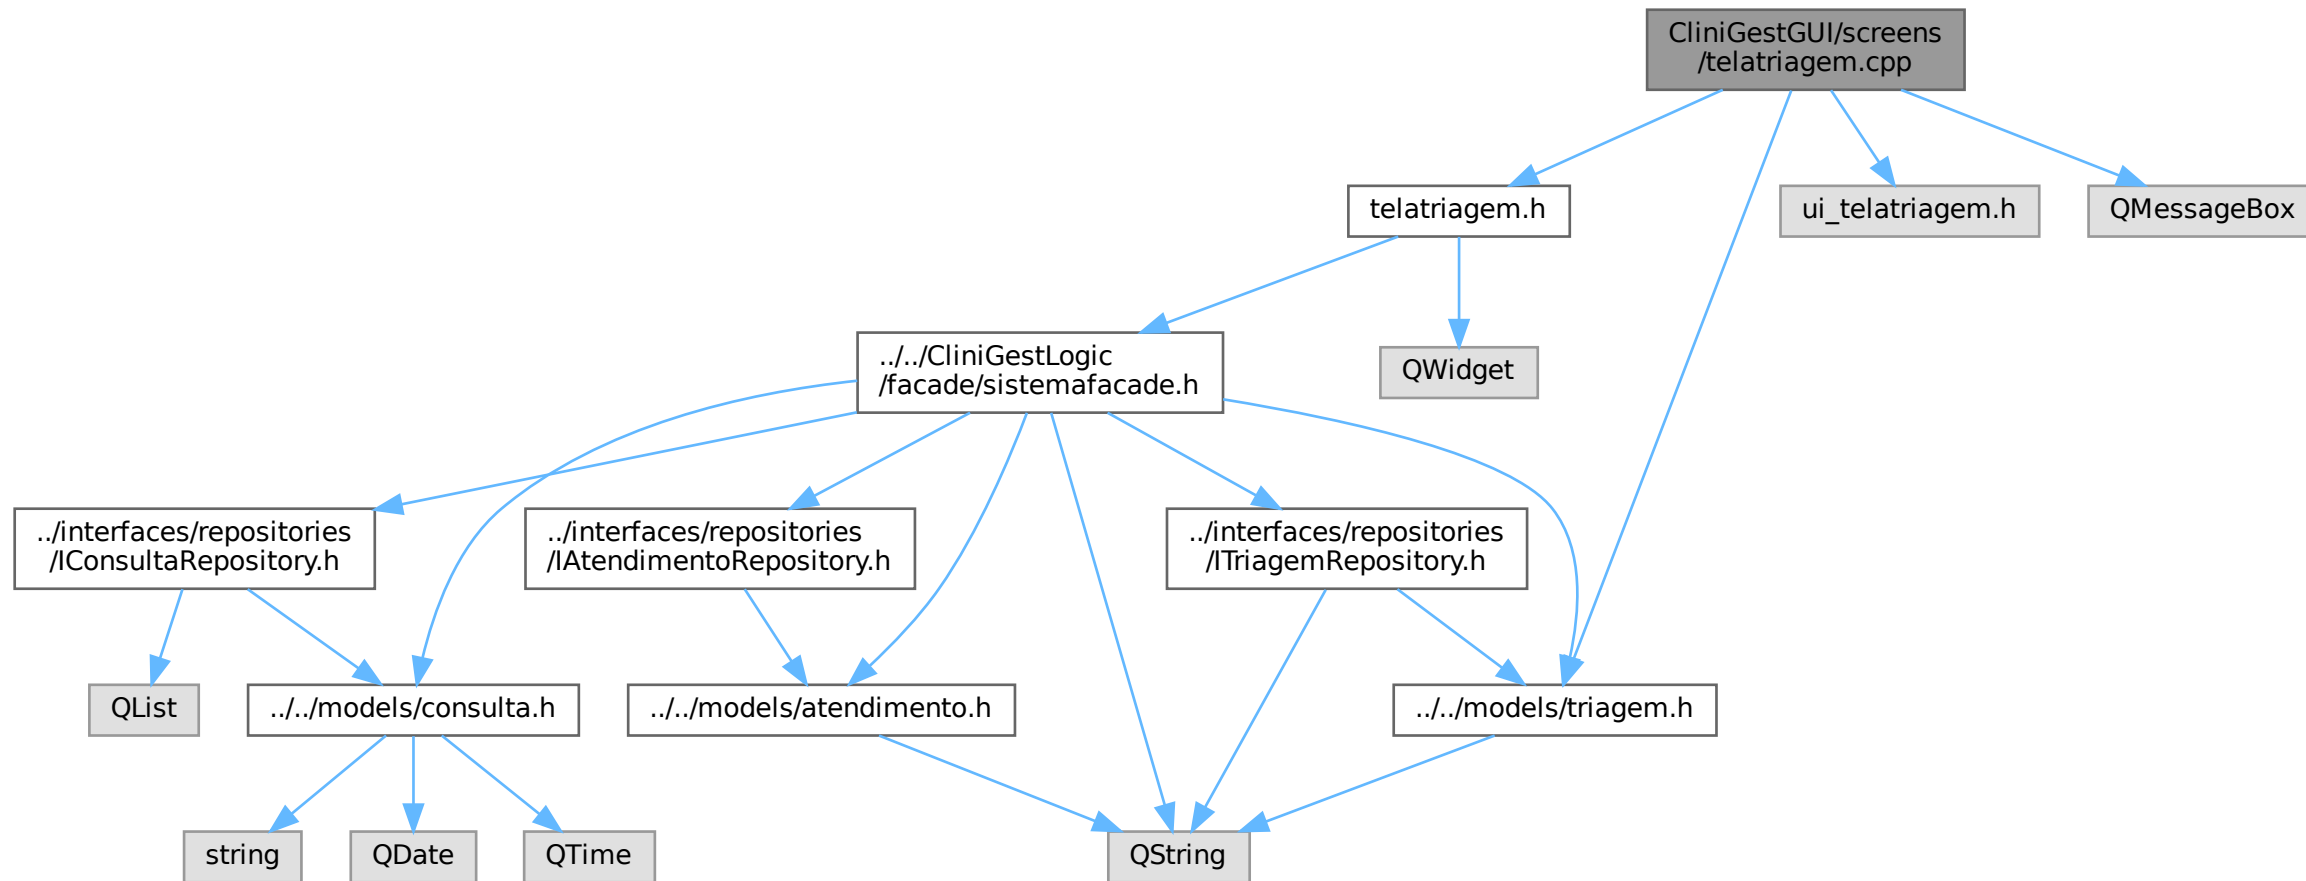 CliniGestGUI/screens
/telatriagem.cpp
telatriagem.h
ui_telatriagem.h
QMessageBox
../../CliniGestLogic
/facade/sistemafacade.h
QWidget
../interfaces/repositories
/IConsultaRepository.h
../interfaces/repositories
/IAtendimentoRepository.h
../interfaces/repositories
/ITriagemRepository.h
QList
../../models/consulta.h
../../models/atendimento.h
../../models/triagem.h
string
QDate
QTime
QString